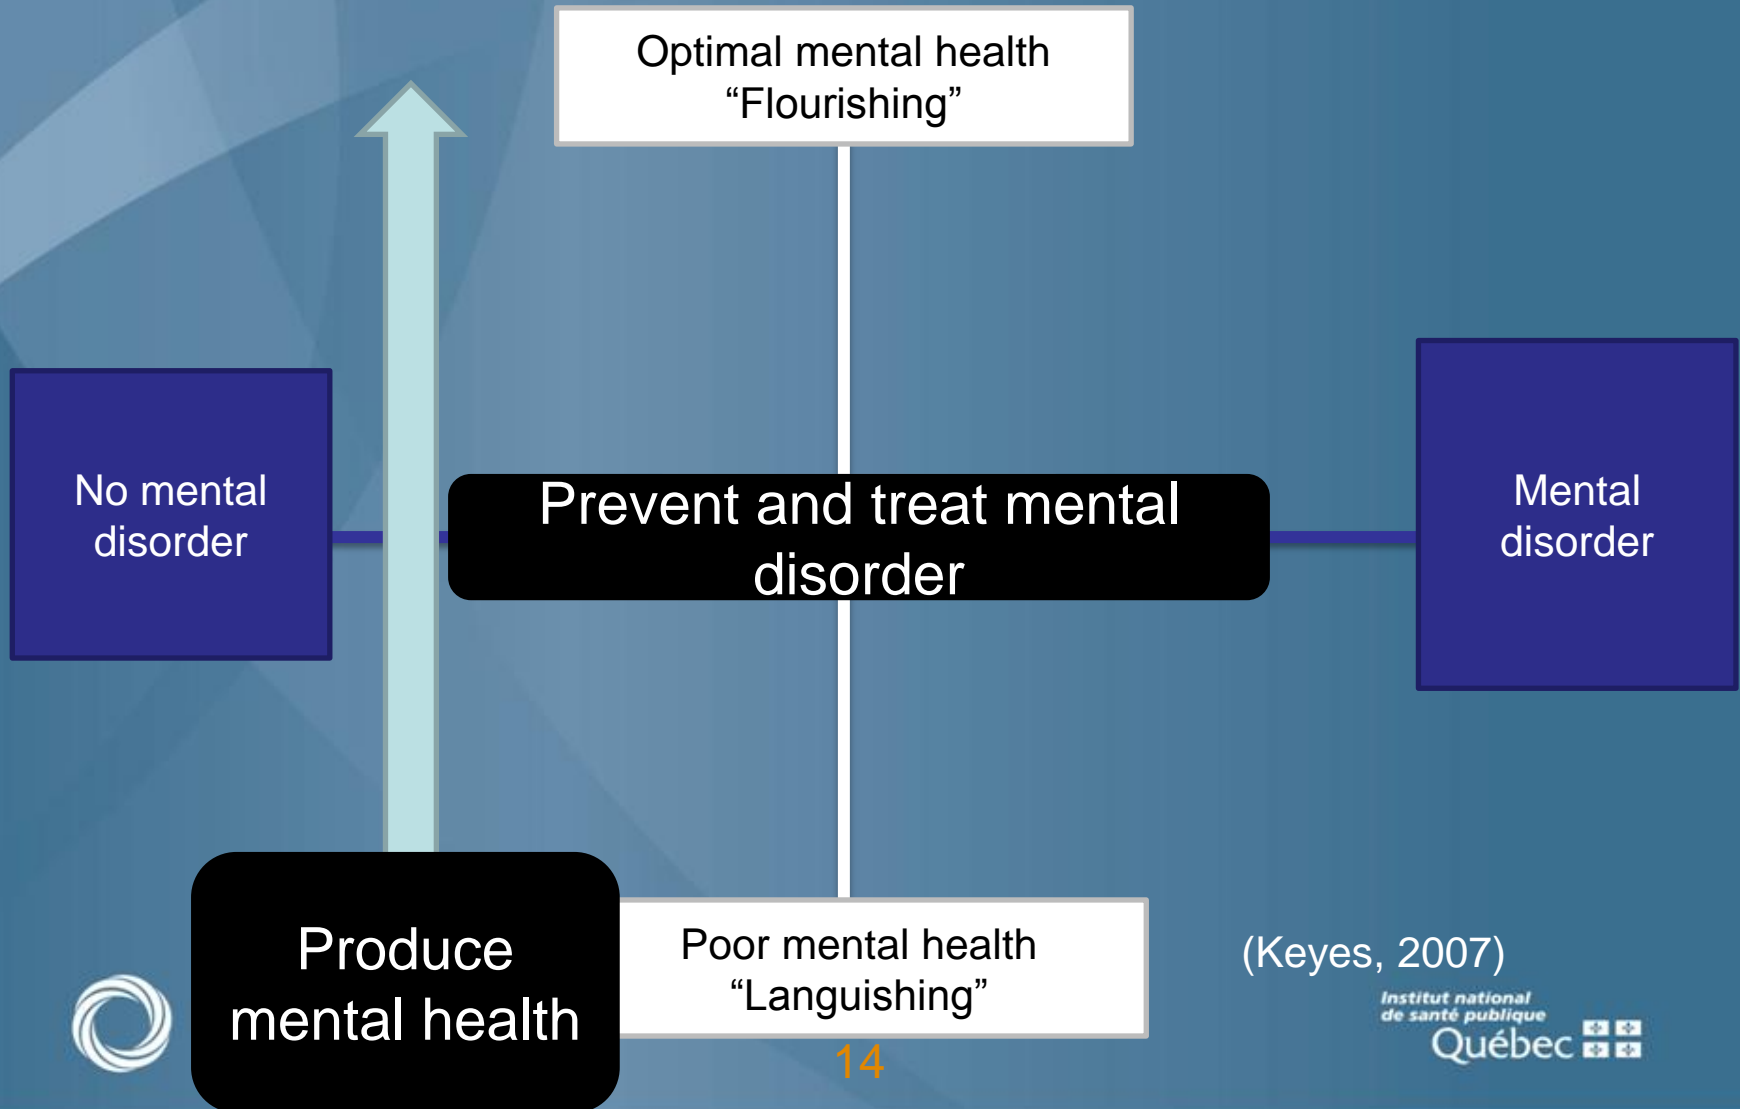 Optimal mental health
“Flourishing”
No mental
disorder
Prevent and treat mental
disorder
Mental
disorder
Produce
mental health
Poor mental health
“Languishing”
(Keyes, 2007)
Institut national
de santé publique
Québec
14